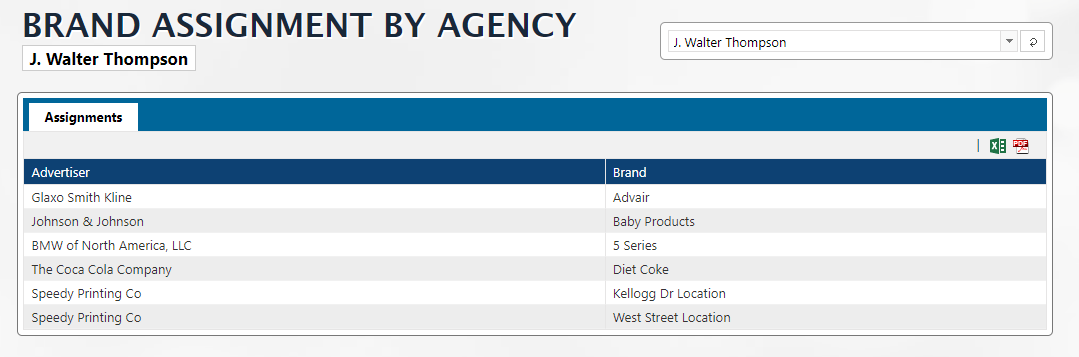 BRAND ASSIGNMENT BY AGENCY
J. Walter Thompson
J. Walter Thompson
Assignments
PDF
Advertiser Brand
Glaxo Smith Kline Advair
Johnson & Johnson Baby Products
BMW of North America, LLC 5 Series
The Coca Cola Company Diet Coke
Speedy Printing Co Kellogg Dr Location
Speedy Printing Co West Street Location